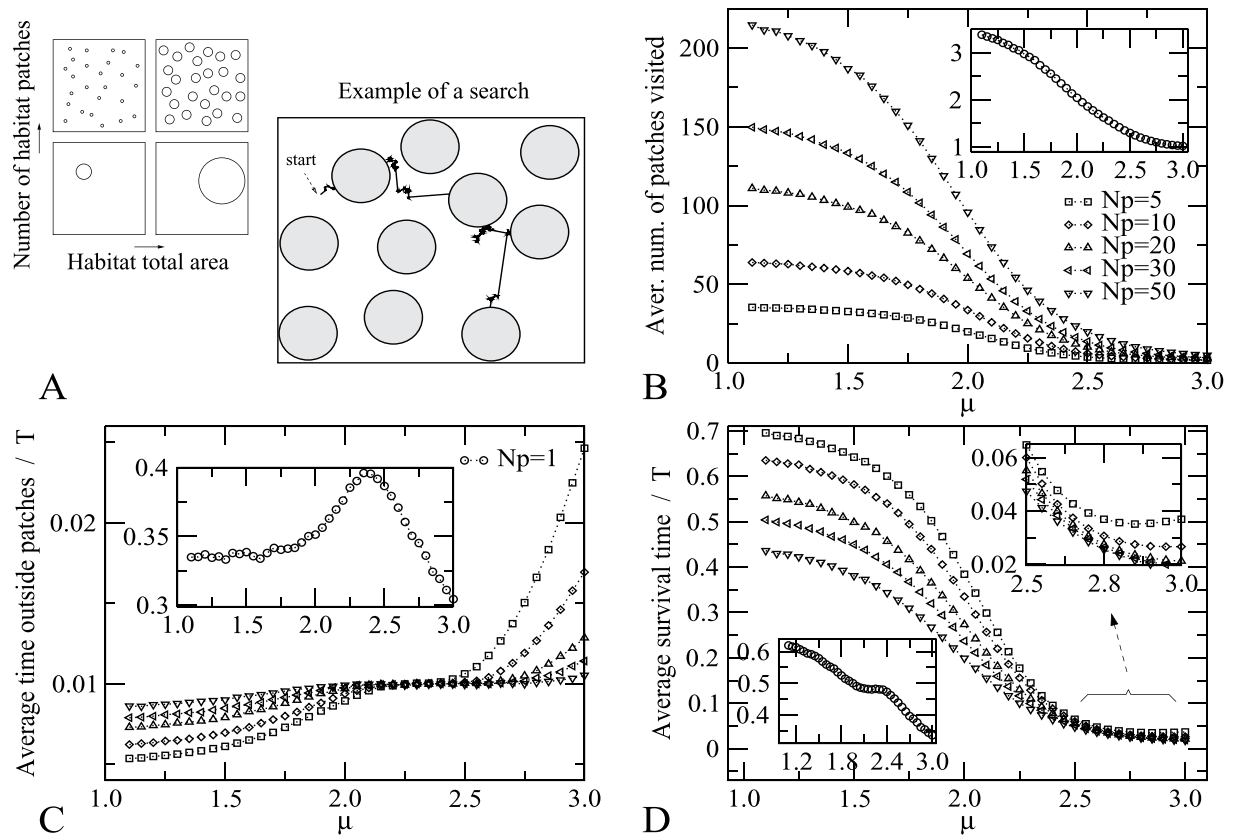 Number of habitat patches
Habitat total area
Example of a search
start
A
Aver. num. of patches visited
200
150
100
50
0
1.0 1.5 2.0 2.5 3.0
μ
3
2
1
1.0 1.5 2.0 2.5 3.0
Np=5
Np=10
Np=20
Np=30
Np=50
B
Average time outside patches / T
0.02
0.01
1.0 1.5 2.0 2.5 3.0
μ
0.4
0.35
0.3
1.0 1.5 2.0 2.5 3.0
Np=1
C
Average survival time / T
0.7
0.6
0.5
0.4
0.3
0.2
0.1
0
1.0 1.5 2.0 2.5 3.0
μ
0.06
0.04
0.02
2.5 2.8 3.0
0.6
0.5
0.4
1.2 1.8 2.4 3.0
D